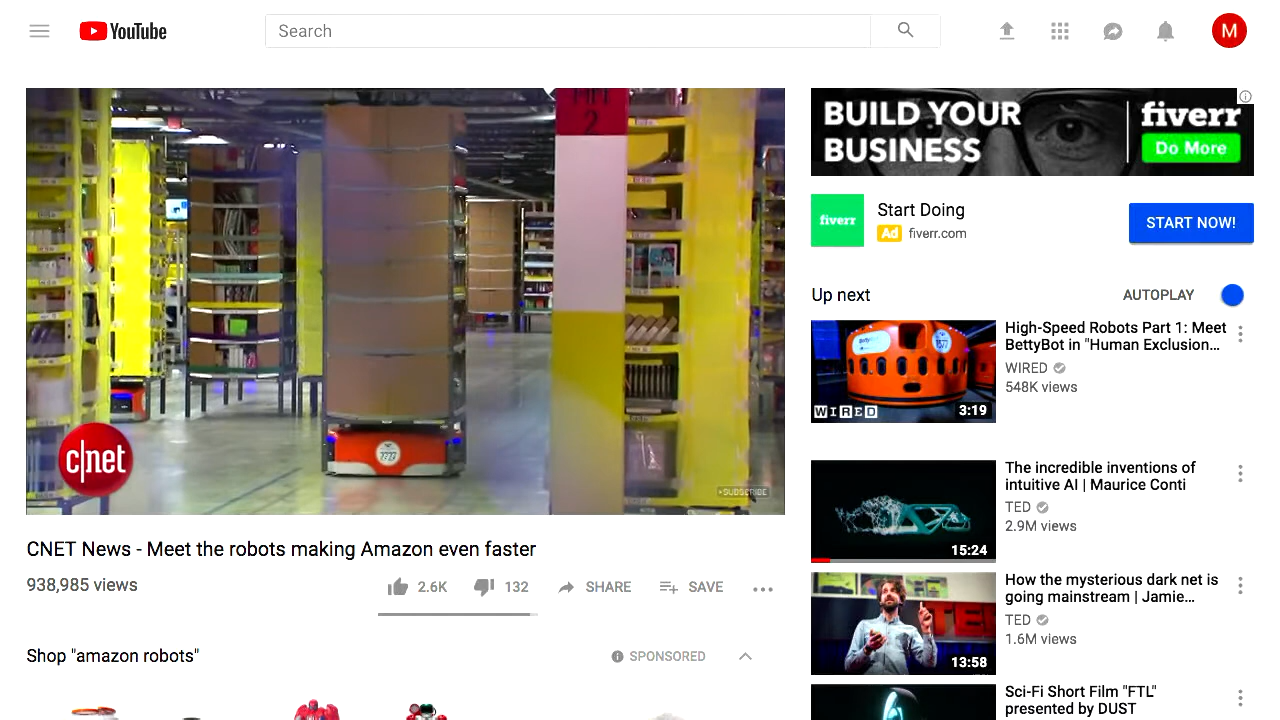 YouTube
Search
M
HH
2
c|net
SUBSCRIBE
CNET News - Meet the robots making Amazon even faster
938,985 views
2.6K
132
SHARE
SAVE
Shop "amazon robots"
SPONSORED
BUILD YOUR
BUSINESS
fiverr
Do More
fiverr
Start Doing
Ad fiverr.com
START NOW!
Up next
AUTOPLAY
WIRED
3:19
High-Speed Robots Part 1: Meet
BettyBot in "Human Exclusion...
WIRED
548K views
15:24
The incredible inventions of
intuitive AI | Maurice Conti
TED
2.9M views
TED
13:58
How the mysterious dark net is
going mainstream | Jamie...
TED
1.6M views
Sci-Fi Short Film "FTL"
presented by DUST